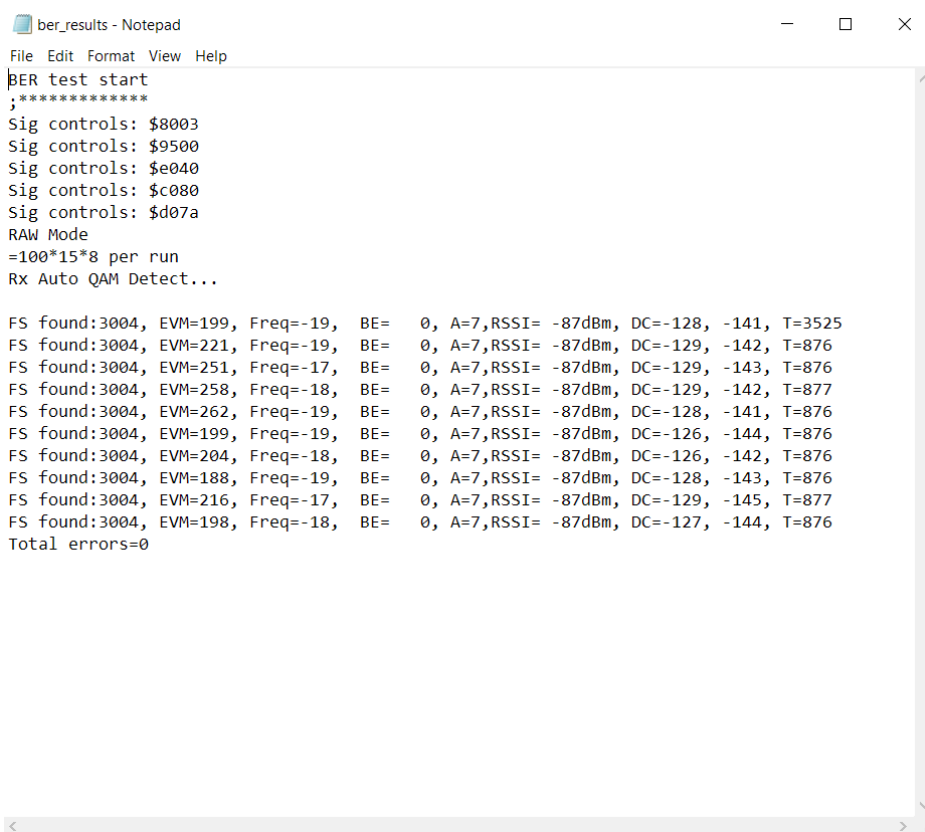 ber_results - Notepad
File Edit Format View Help
BER test start
;*************
Sig controls: $8003
Sig controls: $9500
Sig controls: $e040
Sig controls: $c080
Sig controls: $d07a
RAW Mode
=100*15*8 per run
Rx Auto QAM Detect...
FS found:3004, EVM=199, Freq=-19,  BE=   0, A=7,RSSI= -87dBm, DC=-128, -141, T=3525
FS found:3004, EVM=221, Freq=-19,  BE=   0, A=7,RSSI= -87dBm, DC=-129, -142, T=876
FS found:3004, EVM=251, Freq=-17,  BE=   0, A=7,RSSI= -87dBm, DC=-129, -143, T=876
FS found:3004, EVM=258, Freq=-18,  BE=   0, A=7,RSSI= -87dBm, DC=-129, -142, T=877
FS found:3004, EVM=262, Freq=-19,  BE=   0, A=7,RSSI= -87dBm, DC=-128, -141, T=876
FS found:3004, EVM=199, Freq=-19,  BE=   0, A=7,RSSI= -87dBm, DC=-126, -144, T=876
FS found:3004, EVM=204, Freq=-18,  BE=   0, A=7,RSSI= -87dBm, DC=-126, -142, T=876
FS found:3004, EVM=188, Freq=-19,  BE=   0, A=7,RSSI= -87dBm, DC=-128, -143, T=876
FS found:3004, EVM=216, Freq=-17,  BE=   0, A=7,RSSI= -87dBm, DC=-129, -145, T=877
FS found:3004, EVM=198, Freq=-18,  BE=   0, A=7,RSSI= -87dBm, DC=-127, -144, T=876
Total errors=0